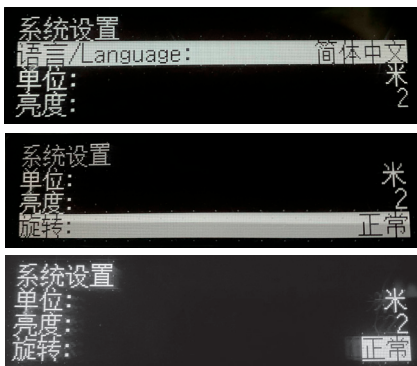 系统设置
语言/Language: 简体中文
单位: 米
亮度: 2
系统设置
单位: 米
亮度: 2
旋转: 正常
系统设置
单位: 米
亮度: 2
旋转: 正常